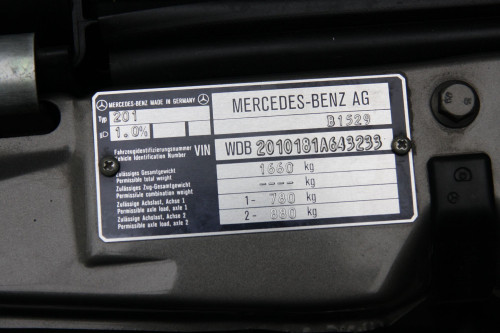 MERCEDES-BENZ MADE IN GERMANY
MERCEDES-BENZ AG
Typ 201
B1529
1.0%
Fahrzeugidentifizierungsnummer
Vehicle Identification Number
VIN
WDB 2010181A643233
Zulässiges Gesamtgewicht
Permissible total weight
1660 kg
Zulässiges Zug-Gesamtgewicht
Permissible combination weight
---- kg
Zulässige Achslast, Achse 1
Permissible axle load, axle 1
1- 780 kg
Zulässige Achslast, Achse 2
Permissible axle load, axle 2
2- 880 kg